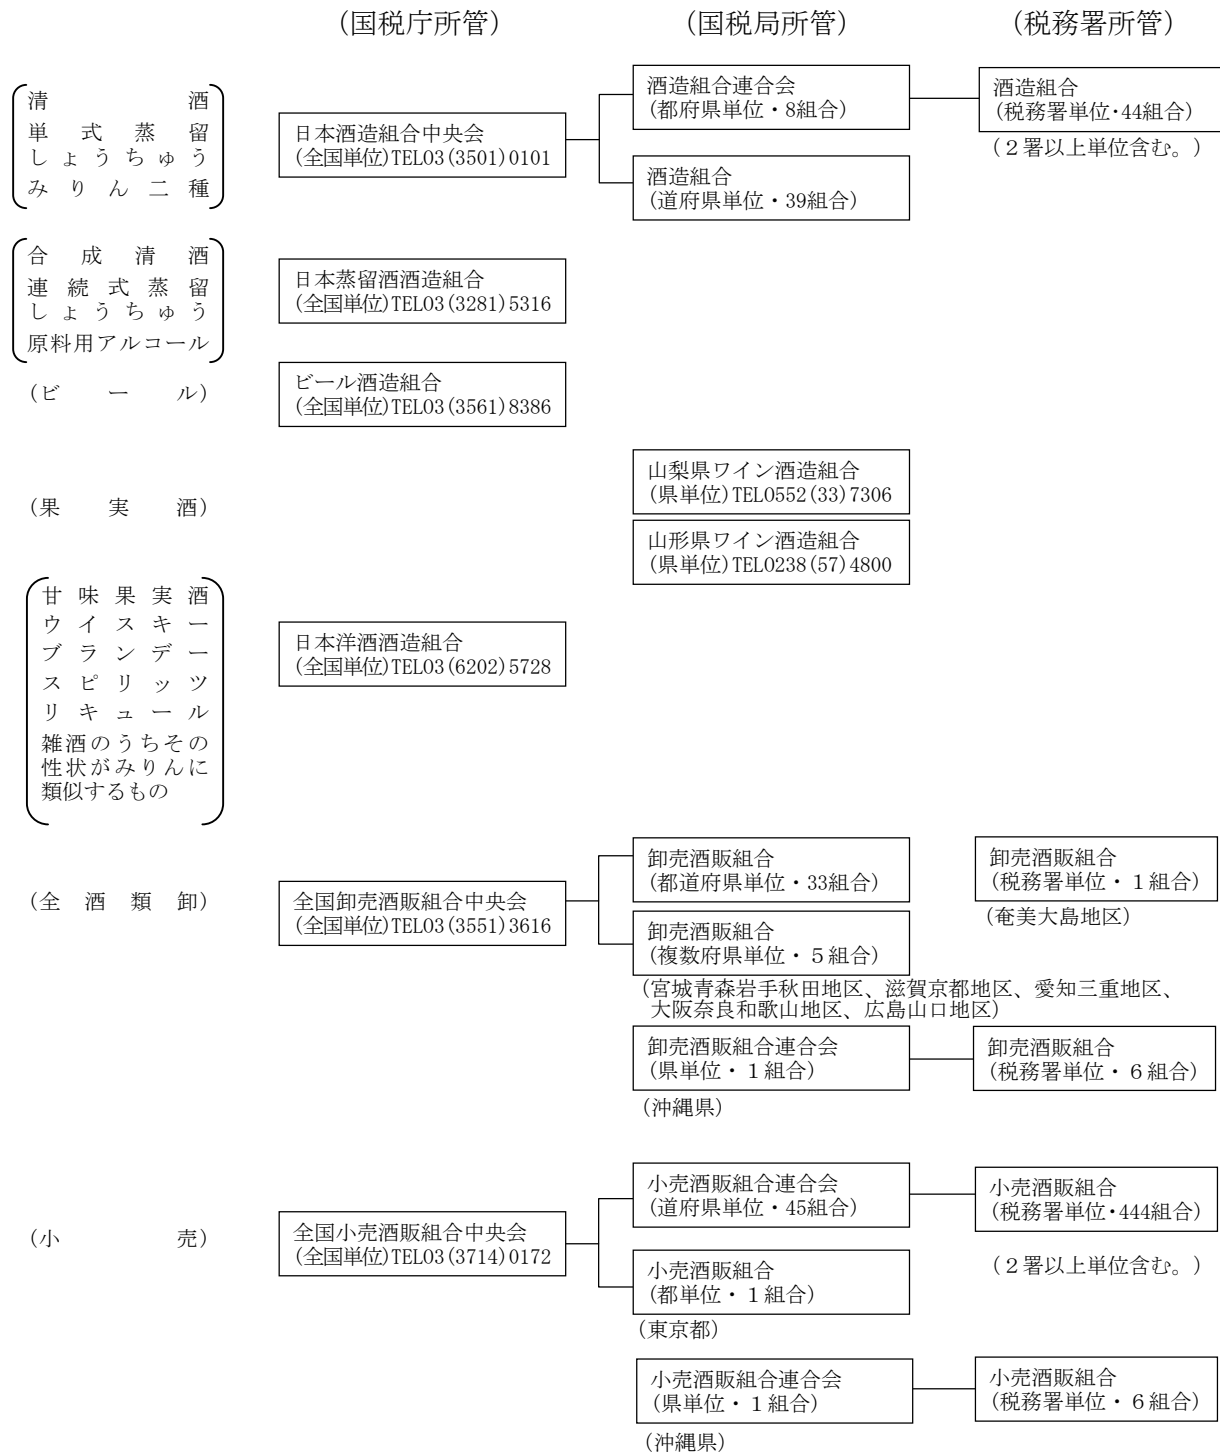 (国税庁所管)
(国税局所管)
(税務署所管)
清酒
単式蒸留
しょうちゅう
みりん二種
日本酒造組合中央会
(全国単位)TEL03(3501)0101
酒造組合連合会
(都府県単位・8組合)
酒造組合
(道府県単位・39組合)
酒造組合
(税務署単位・44組合)
(2署以上単位含む。)
合成清酒
連続式蒸留
しょうちゅう
原料用アルコール
日本蒸留酒酒造組合
(全国単位)TEL03(3281)5316
(ビール)
ビール酒造組合
(全国単位)TEL03(3561)8386
(果実酒)
山梨県ワイン酒造組合
(県単位)TEL0552(33)7306
山形県ワイン酒造組合
(県単位)TEL0238(57)4800
甘味果実酒
ウイスキー
ブランデー
スピリッツ
リキュール
雑酒のうちその
性状がみりんに
類似するもの
日本洋酒酒造組合
(全国単位)TEL03(6202)5728
(全酒類卸)
全国卸売酒販組合中央会
(全国単位)TEL03(3551)3616
卸売酒販組合
(都道府県単位・33組合)
卸売酒販組合
(複数府県単位・5組合)
(宮城青森岩手秋田地区、滋賀京都地区、愛知三重地区、
大阪奈良和歌山地区、広島山口地区)
卸売酒販組合
(税務署単位・1組合)
(奄美大島地区)
卸売酒販組合連合会
(県単位・1組合)
(沖縄県)
卸売酒販組合
(税務署単位・6組合)
(小売)
全国小売酒販組合中央会
(全国単位)TEL03(3714)0172
小売酒販組合連合会
(道府県単位・45組合)
小売酒販組合
(都単位・1組合)
(東京都)
小売酒販組合
(税務署単位・444組合)
(2署以上単位含む。)
小売酒販組合連合会
(県単位・1組合)
(沖縄県)
小売酒販組合
(税務署単位・6組合)